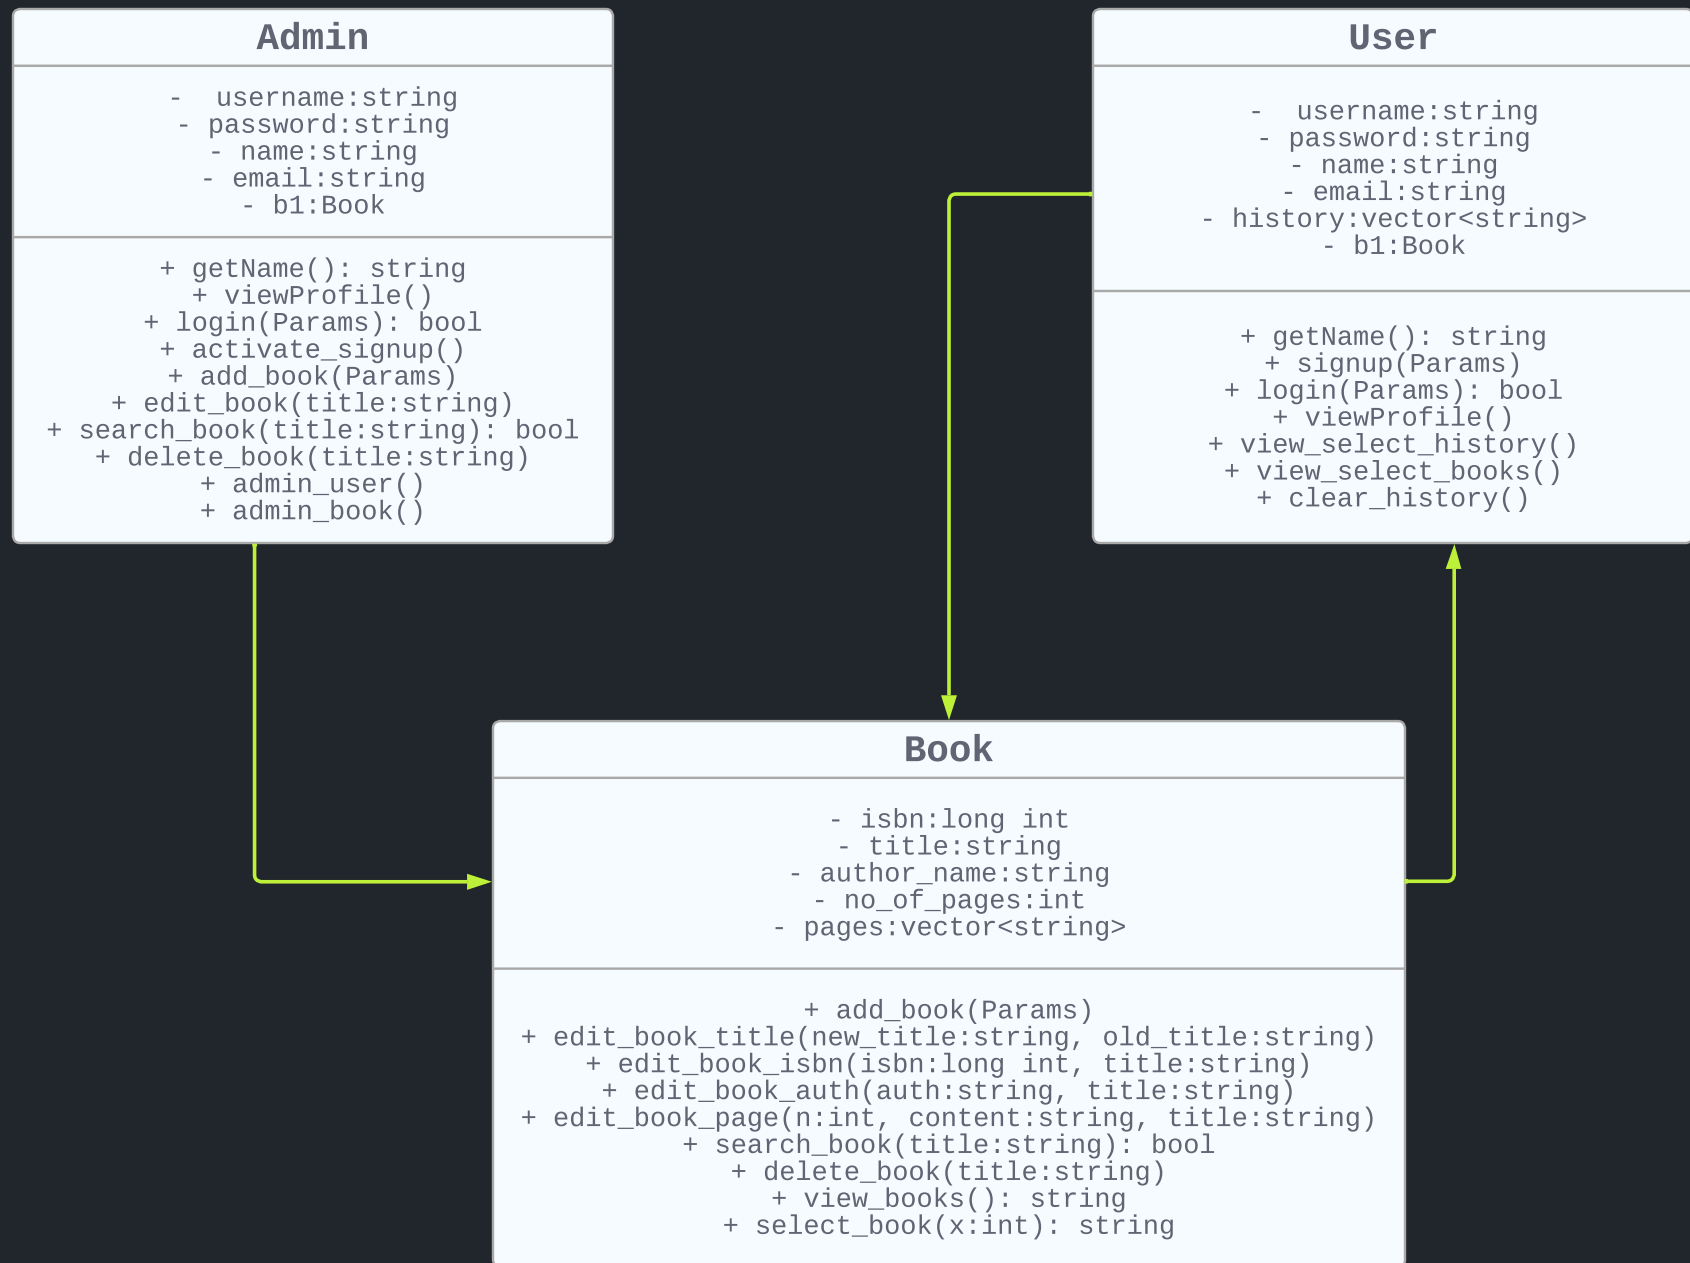 Admin
-  username:string
- password:string
- name:string
- email:string
- b1:Book
+ getName(): string
+ viewProfile()
+ login(Params): bool
+ activate_signup()
+ add_book(Params)
+ edit_book(title:string)
+ search_book(title:string): bool
+ delete_book(title:string)
+ admin_user()
+ admin_book()
User
-  username:string
- password:string
- name:string
- email:string
- history:vector<string>
- b1:Book
+ getName(): string
+ signup(Params)
+ login(Params): bool
+ viewProfile()
+ view_select_history()
+ view_select_books()
+ clear_history()
Book
- isbn:long int
- title:string
- author_name:string
- no_of_pages:int
- pages:vector<string>
+ add_book(Params)
+ edit_book_title(new_title:string, old_title:string)
+ edit_book_isbn(isbn:long int, title:string)
+ edit_book_auth(auth:string, title:string)
+ edit_book_page(n:int, content:string, title:string)
+ search_book(title:string): bool
+ delete_book(title:string)
+ view_books(): string
+ select_book(x:int): string